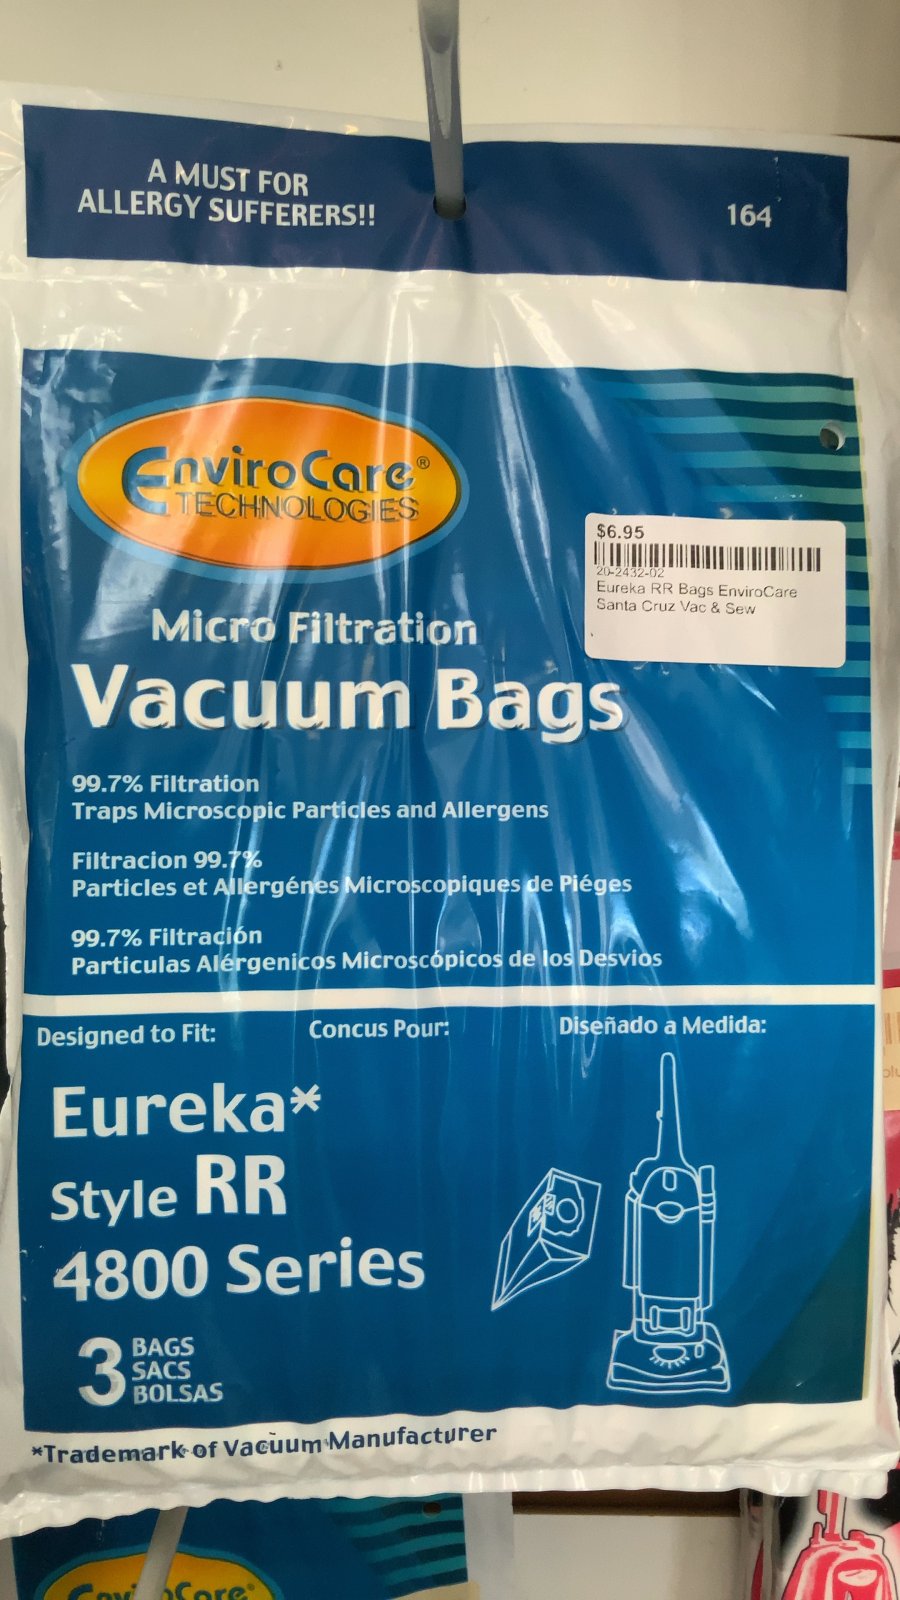 A MUST FOR
ALLERGY SUFFERERS!!
164
EnviroCare®
TECHNOLOGIES
$6.95
20-2432-02
Eureka RR Bags EnviroCare
Santa Cruz Vac & Sew
Micro Filtration
Vacuum Bags
99.7% Filtration
Traps Microscopic Particles and Allergens
Filtracion 99.7%
Particles et Allergénes Microscopiques de Piéges
99.7% Filtración
Particulas Alérgenicos Microscópicos de los Desvios
Designed to Fit:
Concus Pour:
Diseñado a Medida:
Eureka*
Style RR
4800 Series
3 BAGS
SACS
BOLSAS
*Trademark of Vacuum Manufacturer
EnviroCare